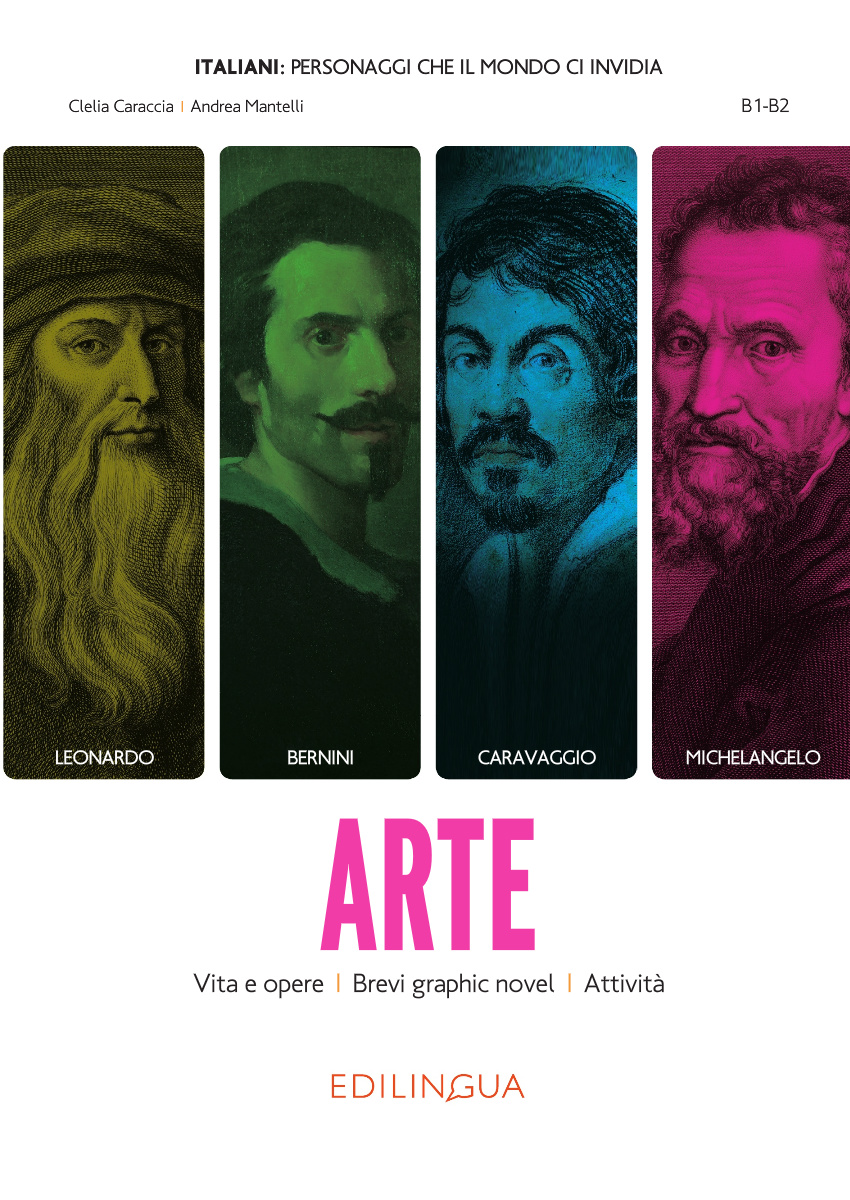 ITALIANI: PERSONAGGI CHE IL MONDO CI INVIDIA
Clelia Caraccia | Andrea Mantelli
B1-B2
LEONARDO
BERNINI
CARAVAGGIO
MICHELANGELO
ARTE
Vita e opere | Brevi graphic novel | Attività
EDILINGUA